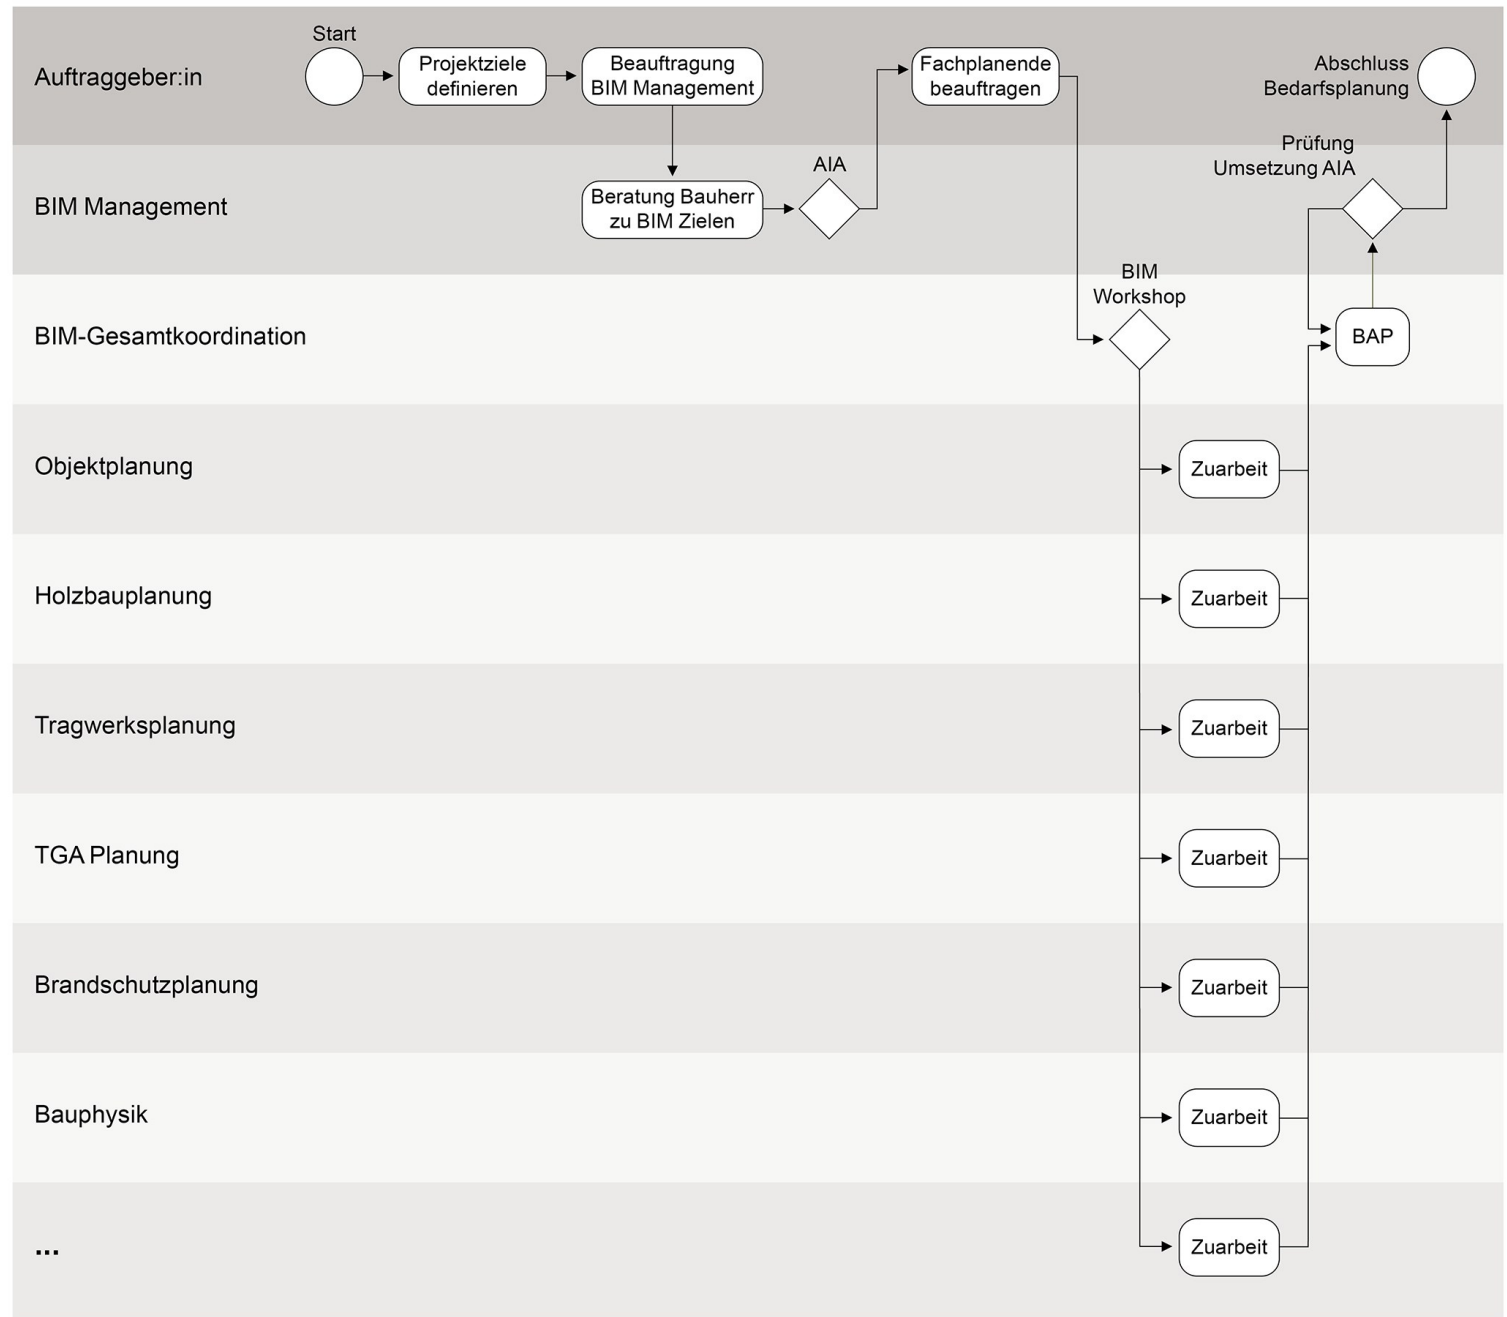 Start
Auftraggeber:in
Projektziele
definieren
Beauftragung
BIM Management
Fachplanende
beauftragen
Abschluss
Bedarfsplanung
BIM Management
Beratung Bauherr
zu BIM Zielen
AIA
Prüfung
Umsetzung AIA
BIM-Gesamtkoordination
BIM
Workshop
BAP
Objektplanung
Zuarbeit
Holzbauplanung
Zuarbeit
Tragwerksplanung
Zuarbeit
TGA Planung
Zuarbeit
Brandschutzplanung
Zuarbeit
Bauphysik
Zuarbeit
...
Zuarbeit